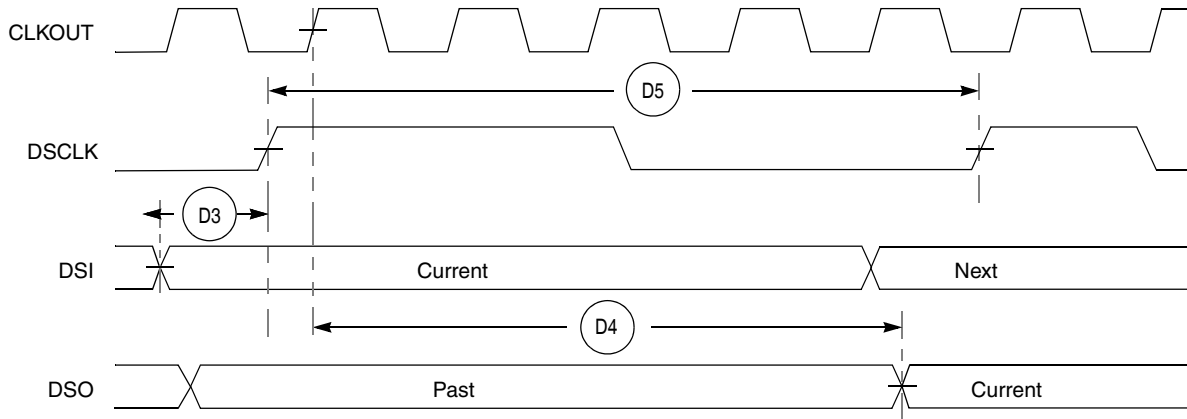 CLKOUT
D5
DSCLK
D3
DSI
Current
Next
D4
DSO
Past
Current